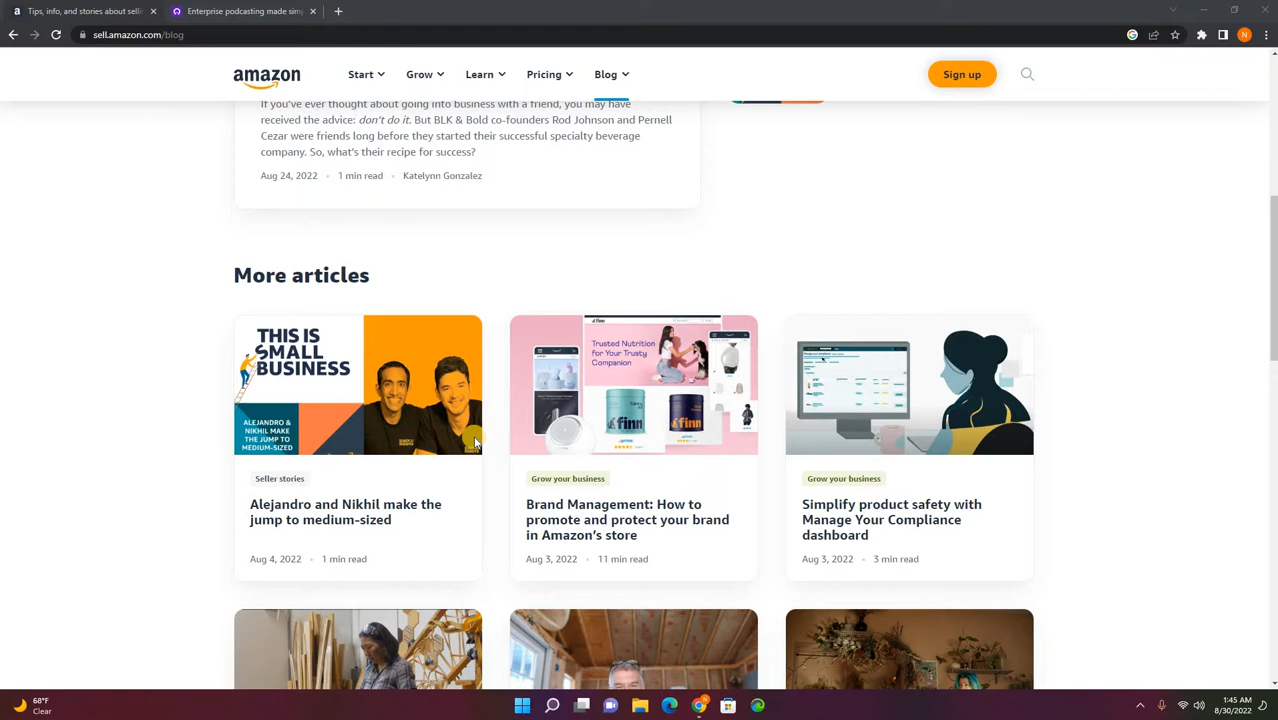 Tips, info, and stories about selli
Enterprise podcasting made simp
sell.amazon.com/blog
N
amazon
Start
Grow
Learn
Pricing
Blog
Sign up
If you've ever thought about going into business with a friend, you may have
received the advice: don't do it. But BLK & Bold co-founders Rod Johnson and Pernell
Cezar were friends long before they started their successful specialty beverage
company. So, what's their recipe for success?
Aug 24, 2022 • 1 min read • Katelynn Gonzalez
More articles
THIS IS
SMALL
BUSINESS
ALEJANDRO &
NIKHIL MAKE
THE JUMP TO
MEDIUM-SIZED
Seller stories
Alejandro and Nikhil make the
jump to medium-sized
Aug 4, 2022 • 1 min read
finn
Trusted Nutrition
for Your Trusty
Companion
finn
finn
Grow your business
Brand Management: How to
promote and protect your brand
in Amazon's store
Aug 3, 2022 • 11 min read
Grow your business
Simplify product safety with
Manage Your Compliance
dashboard
Aug 3, 2022 • 3 min read
68°F
Clear
1:45 AM
8/30/2022